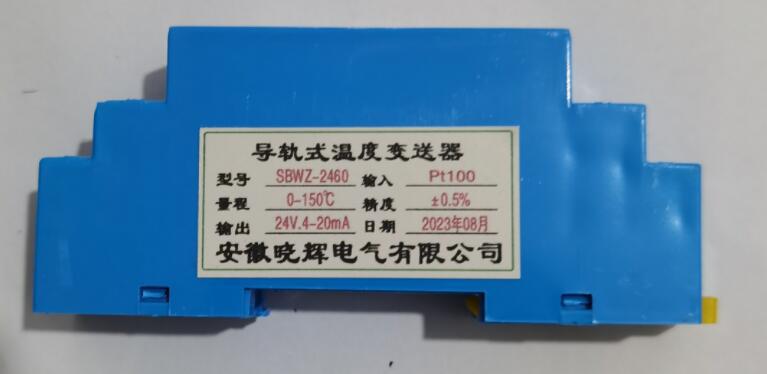 导轨式温度变送器
型号 SBWZ-2460 输入 Pt100
量程 0-150℃ 精度 ±0.5%
输出 24V.4-20mA 日期 2023年08月
安徽晓辉电气有限公司